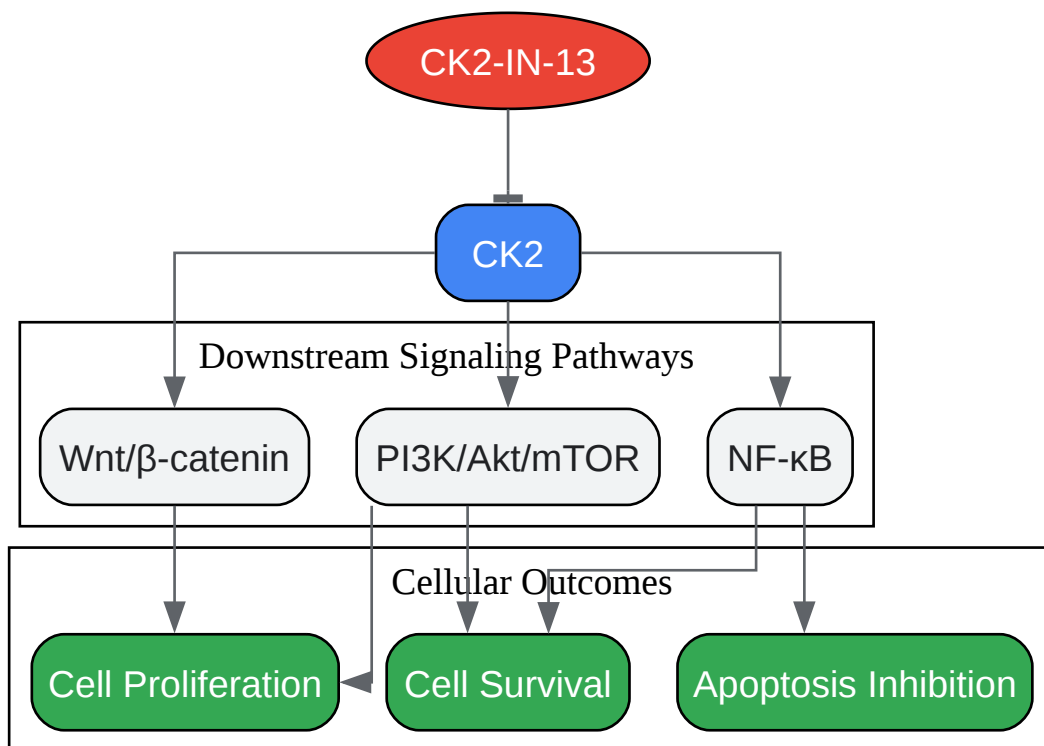 CK2-IN-13
CK2
Downstream Signaling Pathways
Wnt/β-catenin
PI3K/Akt/mTOR
NF-κB
Cellular Outcomes
Cell Proliferation
Cell Survival
Apoptosis Inhibition